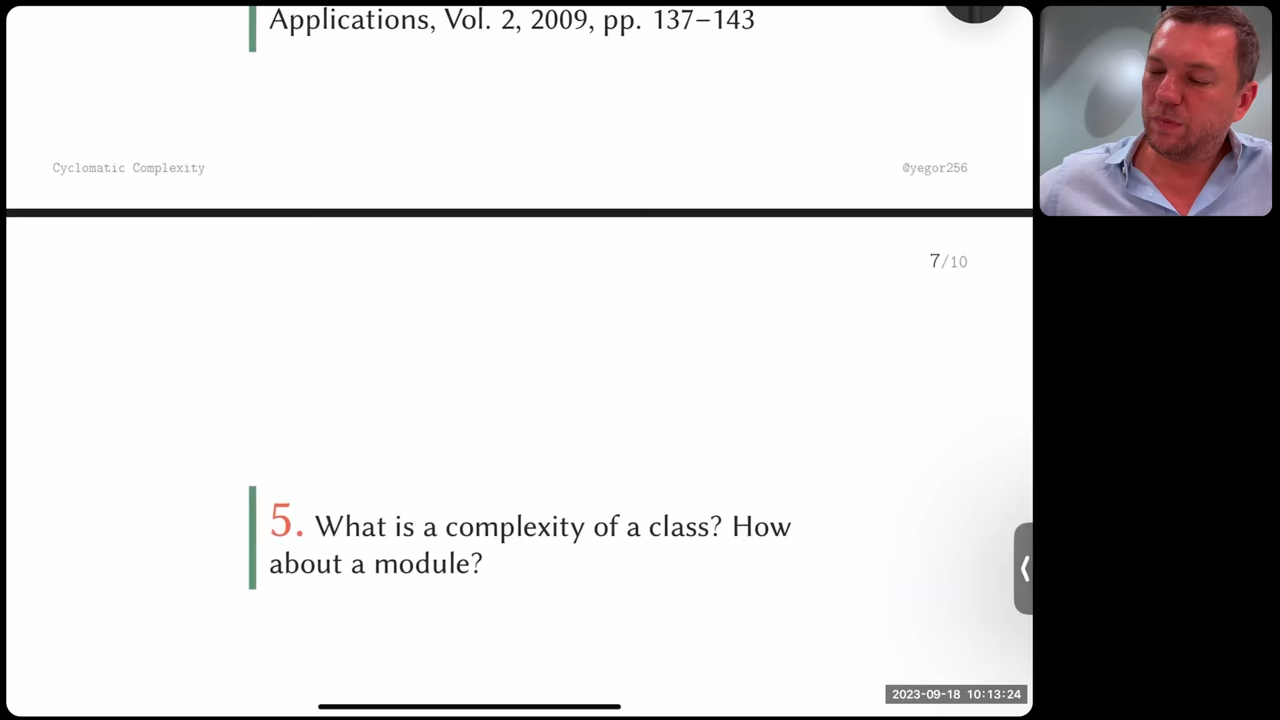 Applications, Vol. 2, 2009, pp. 137–143
Cyclomatic Complexity
@yegor256
7/10
5. What is a complexity of a class? How
about a module?
2023-09-18 10:13:24